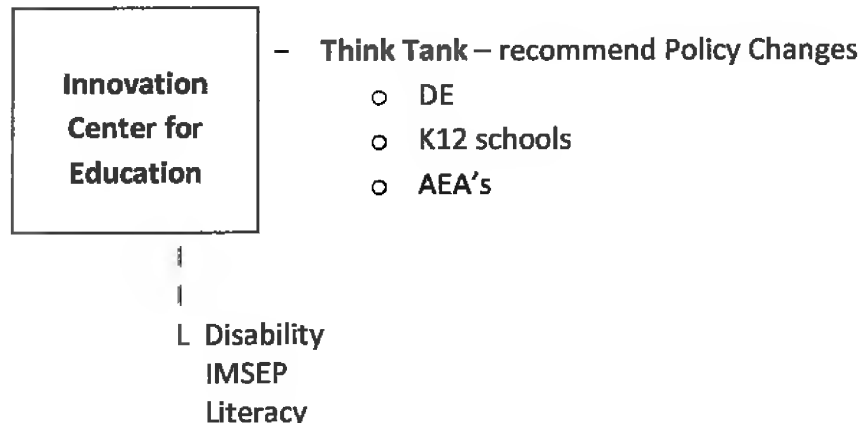 Innovation
Center for
Education
– Think Tank – recommend Policy Changes
o DE
o K12 schools
o AEA's
L Disability
IMSEP
Literacy